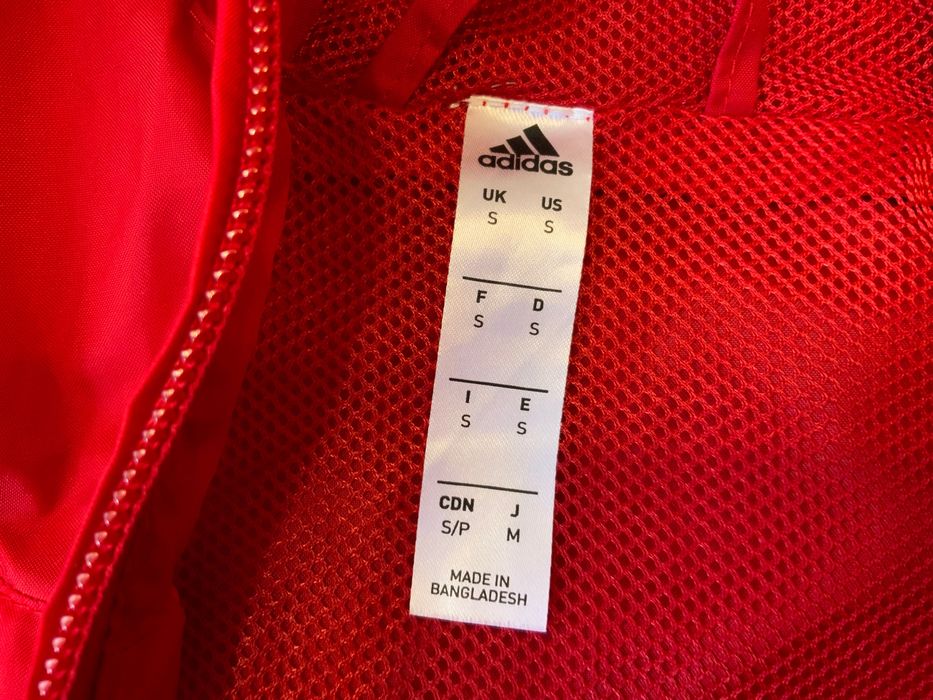 adidas
UK US
S S
F D
S S
I E
S S
CDN J
S/P M
MADE IN
BANGLADESH